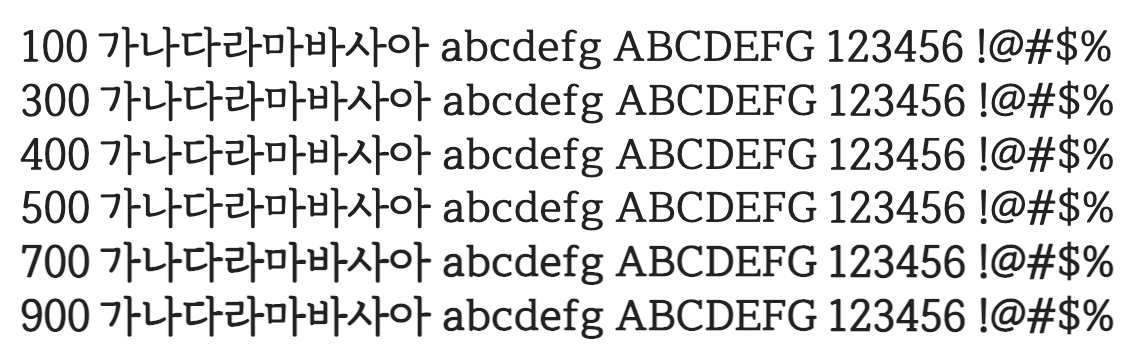 100 가나다라마바사아 abcdefg ABCDEFG 123456 !@#$%
300 가나다라마바사아 abcdefg ABCDEFG 123456 !@#$%
400 가나다라마바사아 abcdefg ABCDEFG 123456 !@#$%
500 가나다라마바사아 abcdefg ABCDEFG 123456 !@#$%
700 가나다라마바사아 abcdefg ABCDEFG 123456 !@#$%
900 가나다라마바사아 abcdefg ABCDEFG 123456 !@#$%